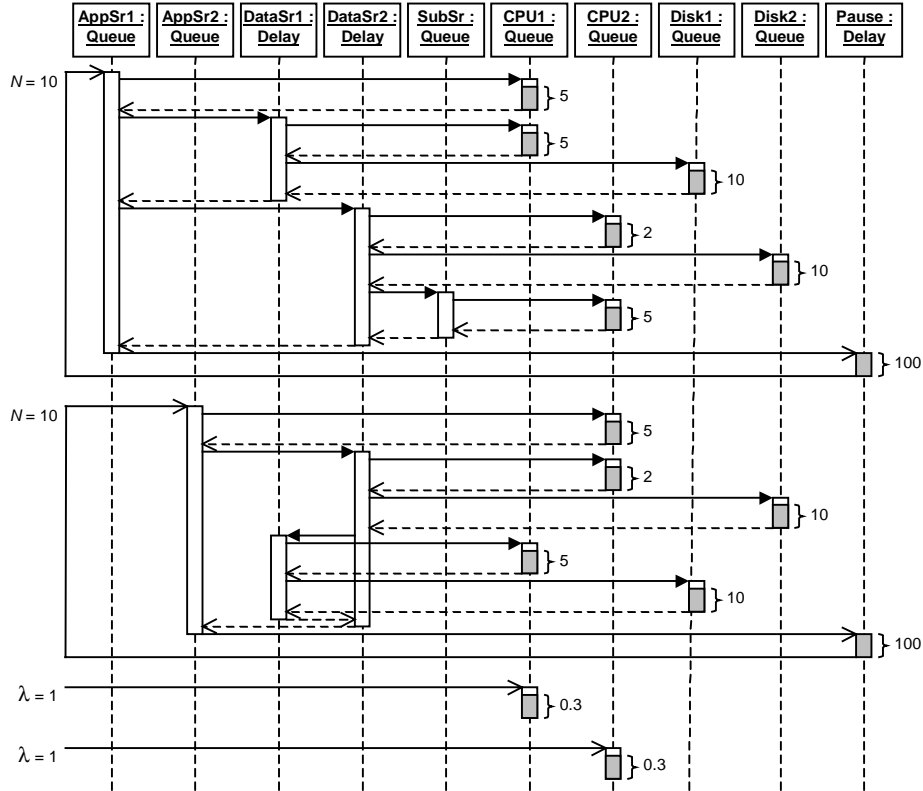 AppSr1 : Queue
AppSr2 : Queue
DataSr1 : Delay
DataSr2 : Delay
SubSr : Queue
CPU1 : Queue
CPU2 : Queue
Disk1 : Queue
Disk2 : Queue
Pause : Delay
N = 10
5
5
10
2
10
5
100
N = 10
5
2
10
5
10
100
λ = 1
0.3
λ = 1
0.3